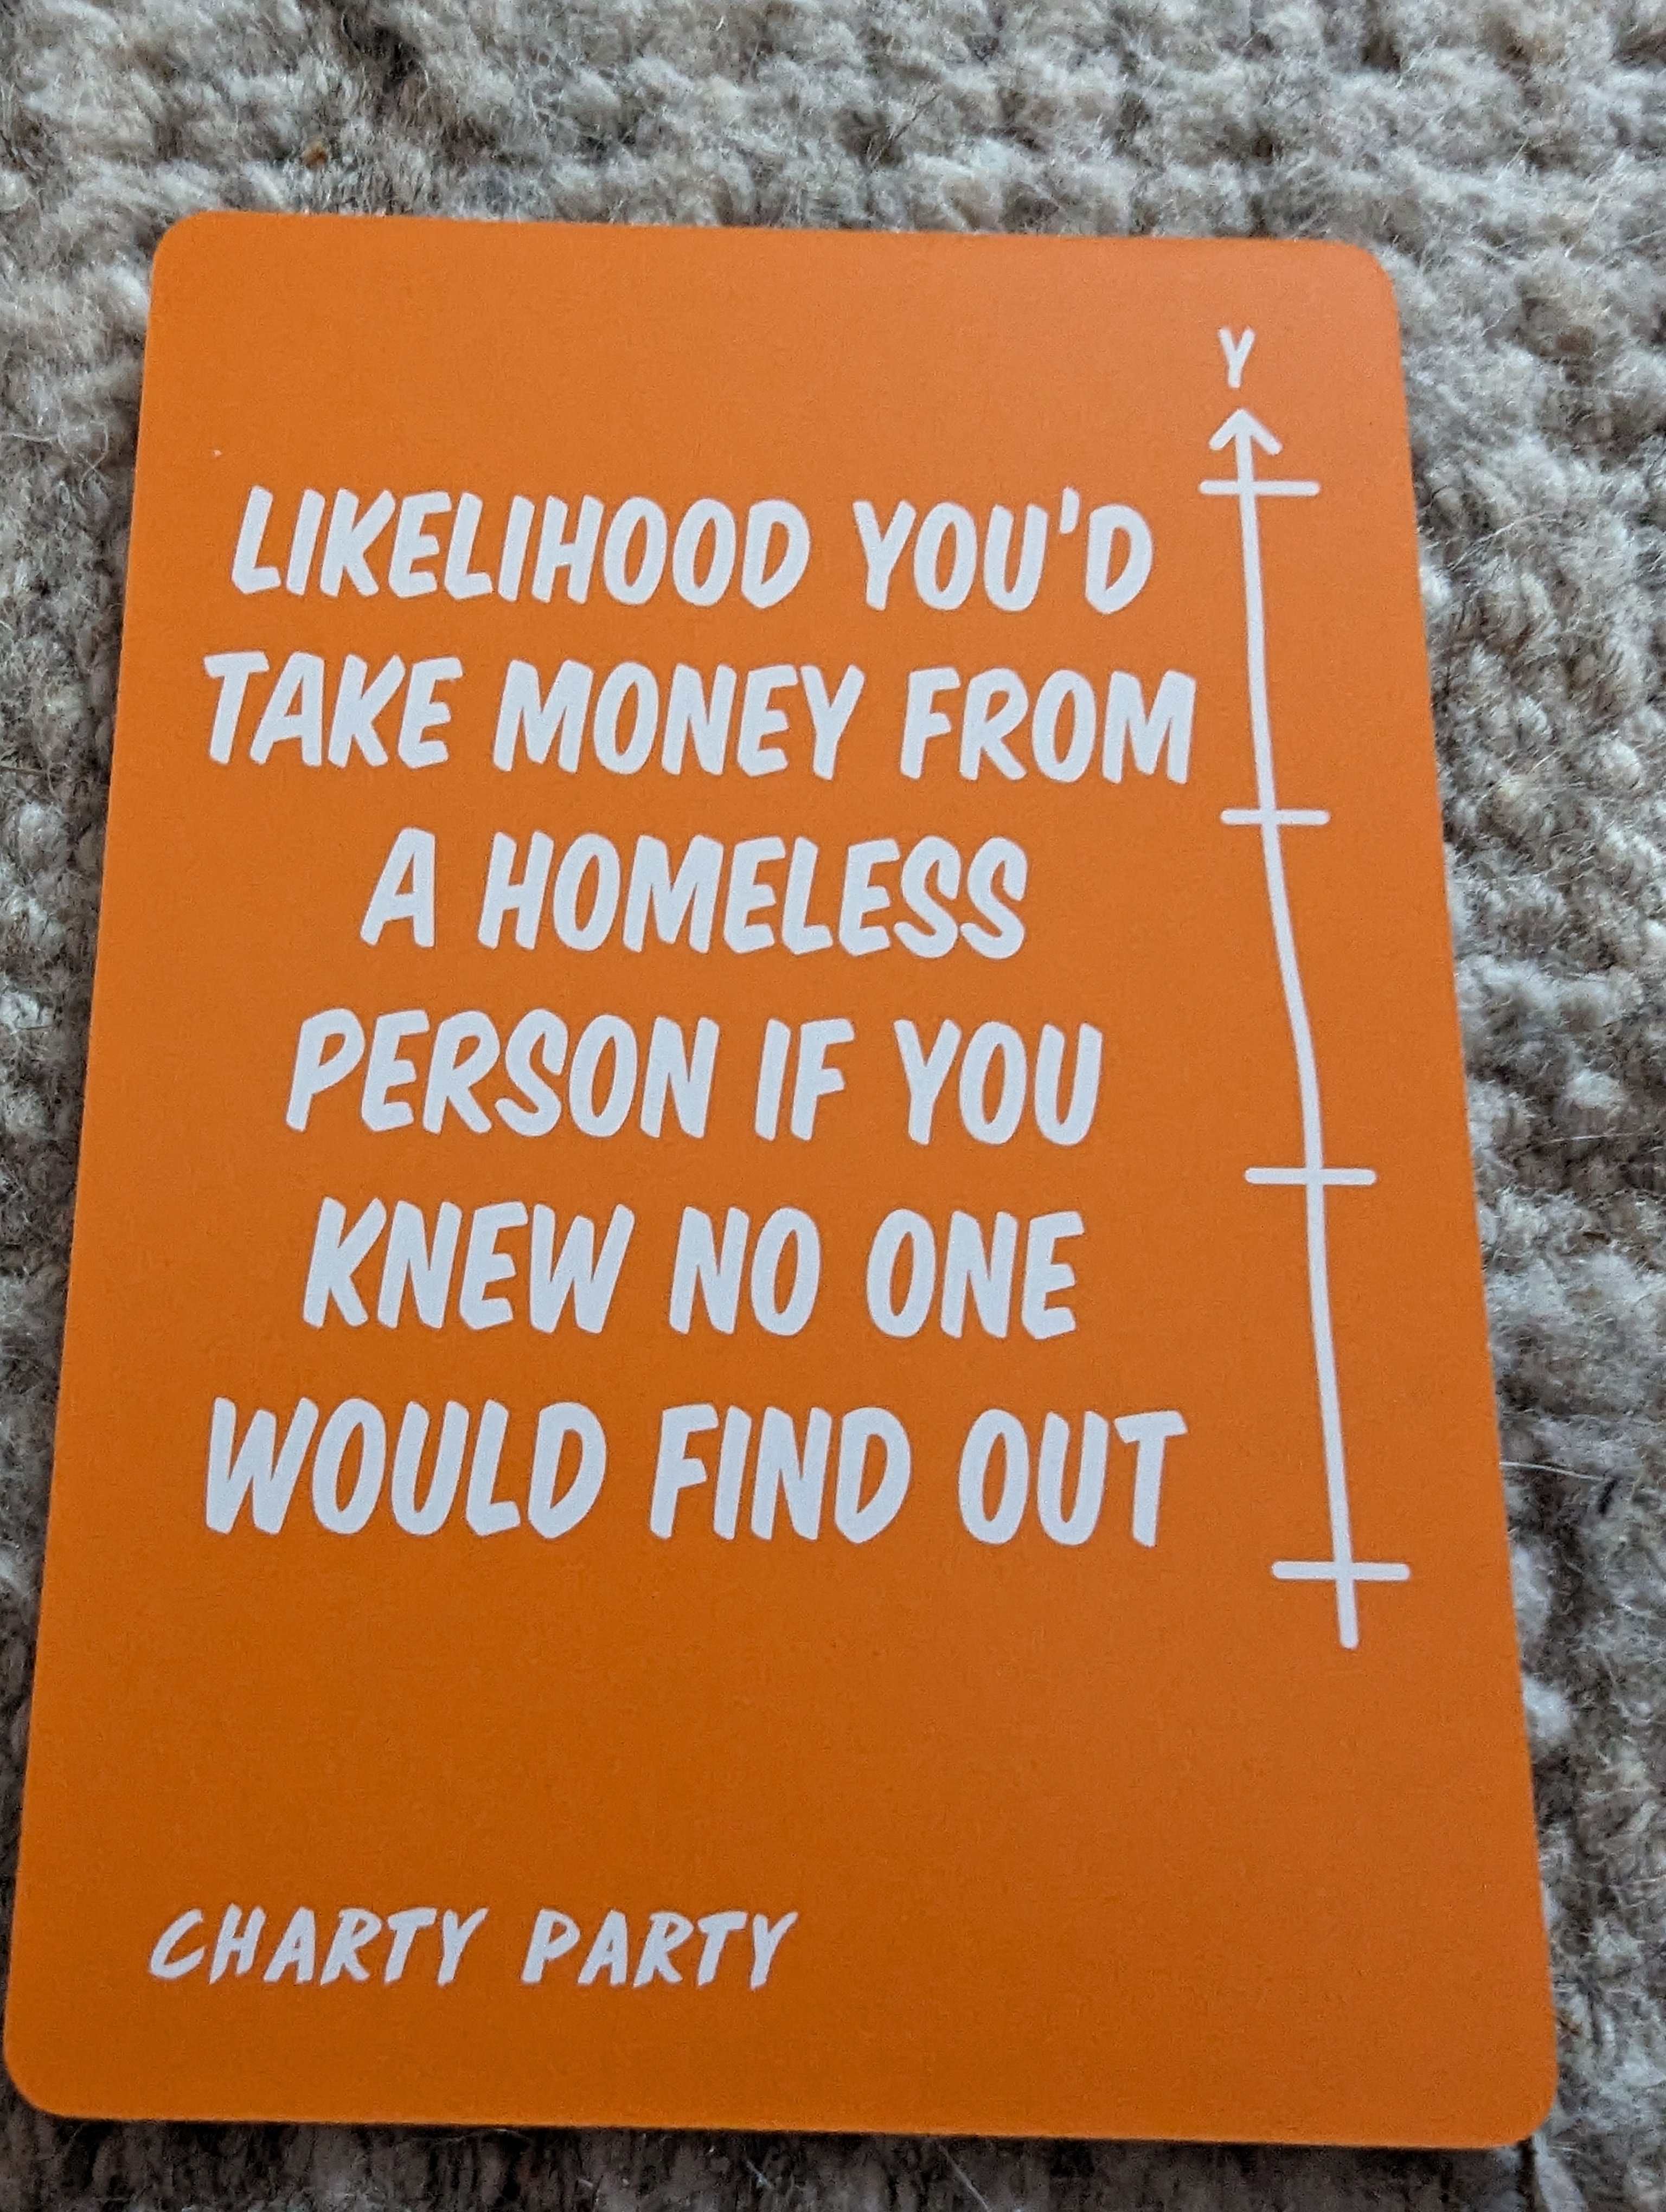 Y
LIKELIHOOD YOU'D
TAKE MONEY FROM
A HOMELESS
PERSON IF YOU
KNEW NO ONE
WOULD FIND OUT
CHARTY PARTY